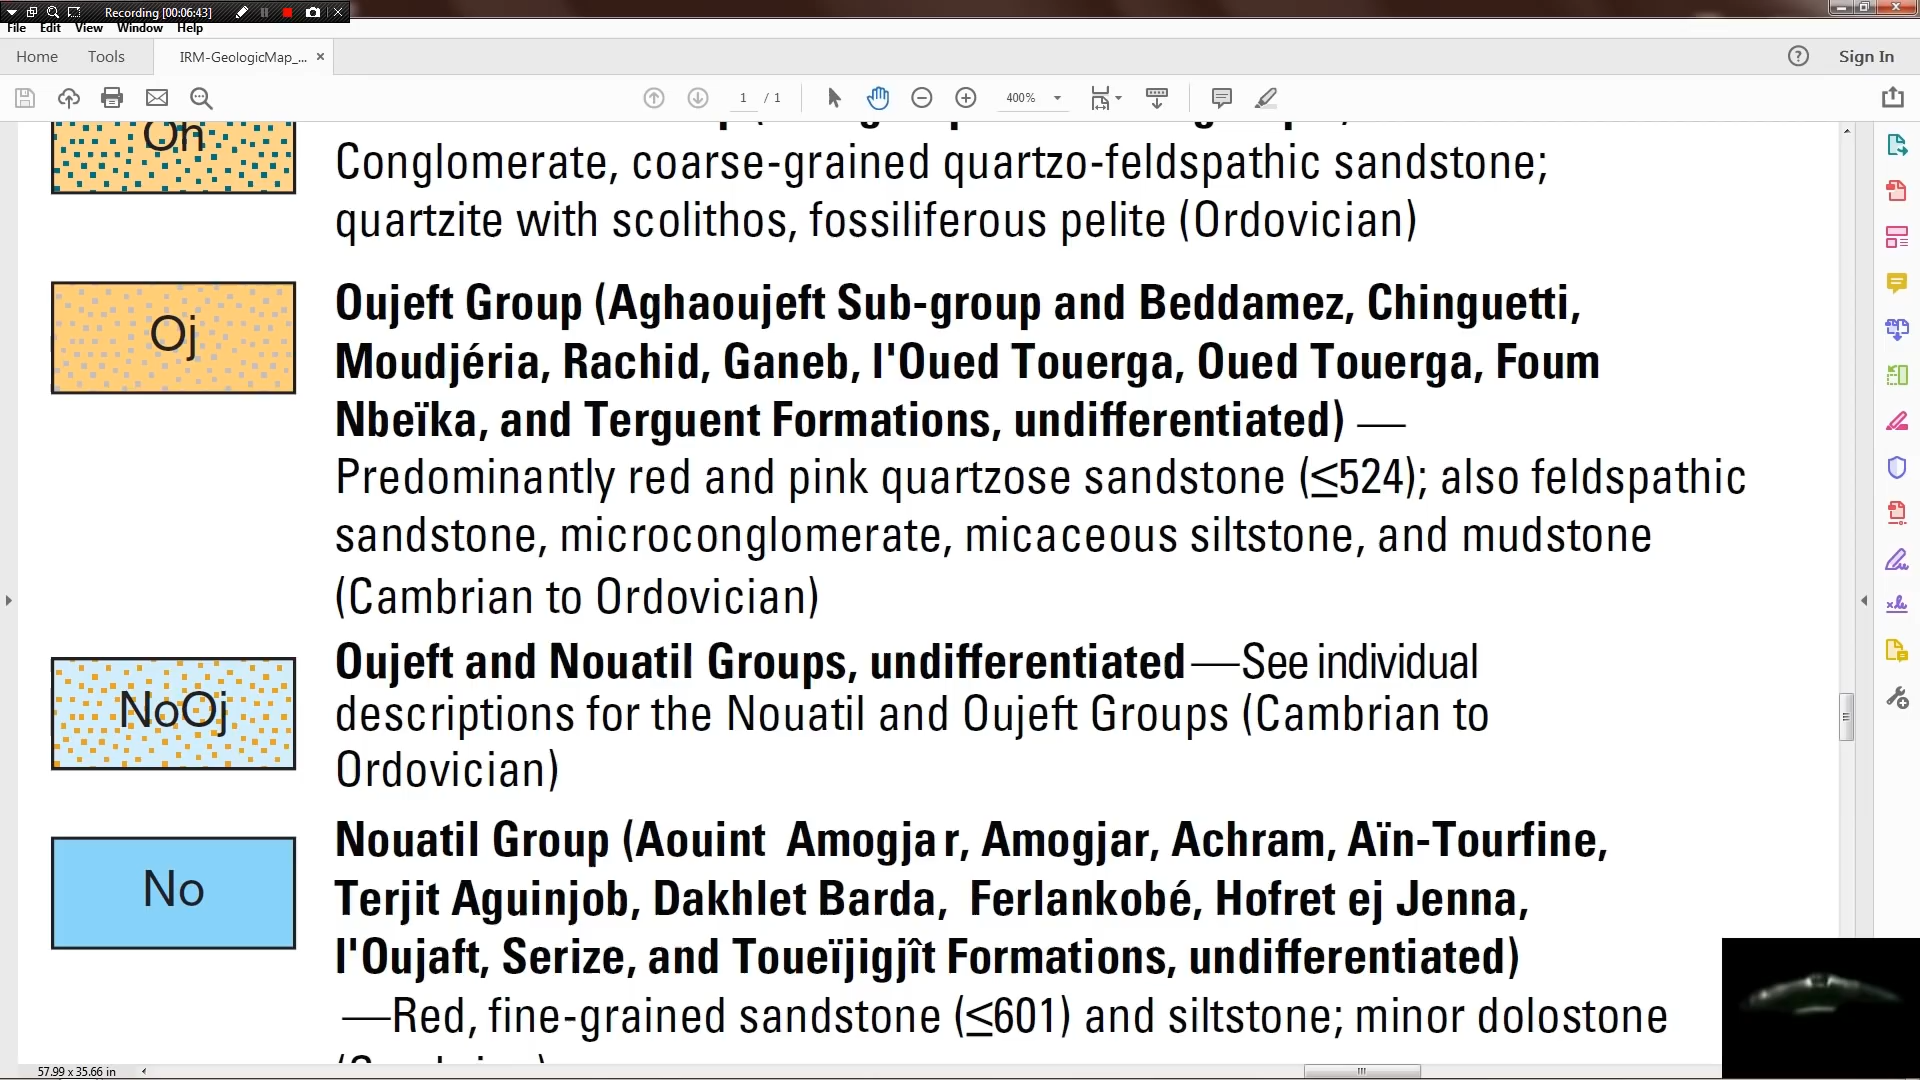 Recording [00:06:43]
File Edit View Window Help
Home Tools IRM-GeologicMap_... × Sign In
1 / 1 400%
Oh
Conglomerate, coarse-grained quartzo-feldspathic sandstone;
quartzite with scolithos, fossiliferous pelite (Ordovician)
Oj
Oujeft Group (Aghaoujeft Sub-group and Beddamez, Chinguetti,
Moudjéria, Rachid, Ganeb, l'Oued Touerga, Oued Touerga, Foum
Nbeïka, and Terguent Formations, undifferentiated) —
Predominantly red and pink quartzose sandstone (≤524); also feldspathic
sandstone, microconglomerate, micaceous siltstone, and mudstone
(Cambrian to Ordovician)
NoOj
Oujeft and Nouatil Groups, undifferentiated—See individual
descriptions for the Nouatil and Oujeft Groups (Cambrian to
Ordovician)
No
Nouatil Group (Aouint Amogjar, Amogjar, Achram, Aïn-Tourfine,
Terjit Aguinjob, Dakhlet Barda, Ferlankobé, Hofret ej Jenna,
l'Oujaft, Serize, and Toueïjigjît Formations, undifferentiated)
—Red, fine-grained sandstone (≤601) and siltstone; minor dolostone
57.99 x 35.66 in